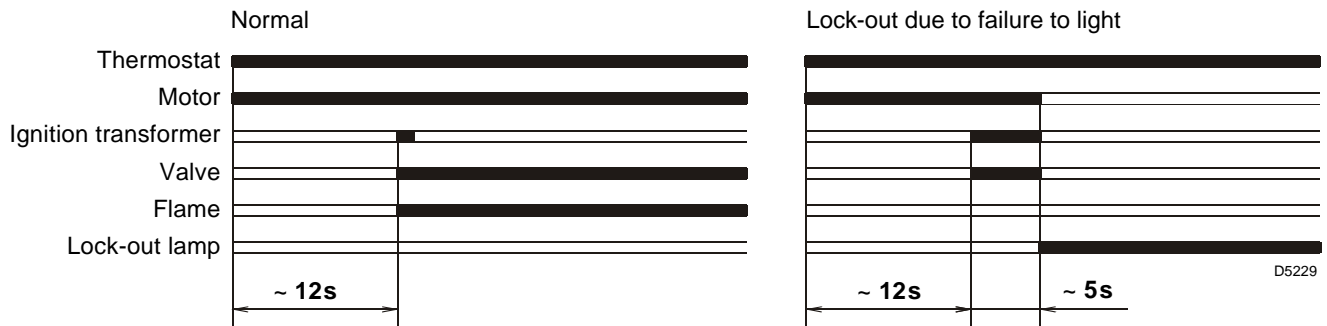 Normal
Lock-out due to failure to light
Thermostat
Motor
Ignition transformer
Valve
Flame
Lock-out lamp
D5229
~ 12s
~ 12s
~ 5s